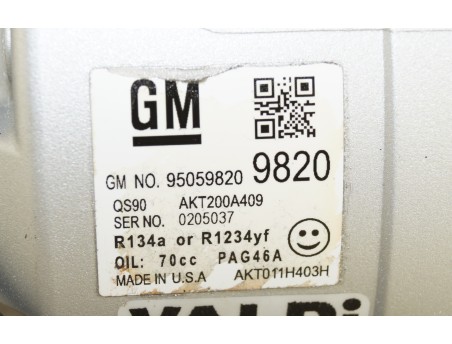 GM
GM NO. 95059820 9820
QS90 AKT200A409
SER NO. 0205037
R134a or R1234yf
OIL: 70cc PAG46A
MADE IN U.S.A AKT011H403H